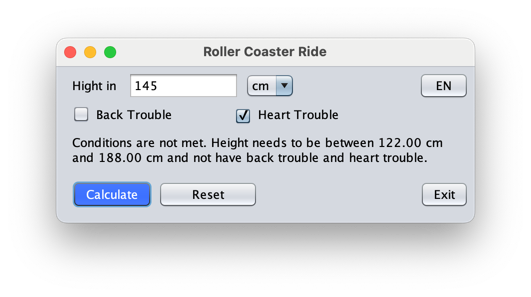 Roller Coaster Ride
Hight in 145 cm EN
Back Trouble Heart Trouble
Conditions are not met. Height needs to be between 122.00 cm
and 188.00 cm and not have back trouble and heart trouble.
Calculate Reset Exit